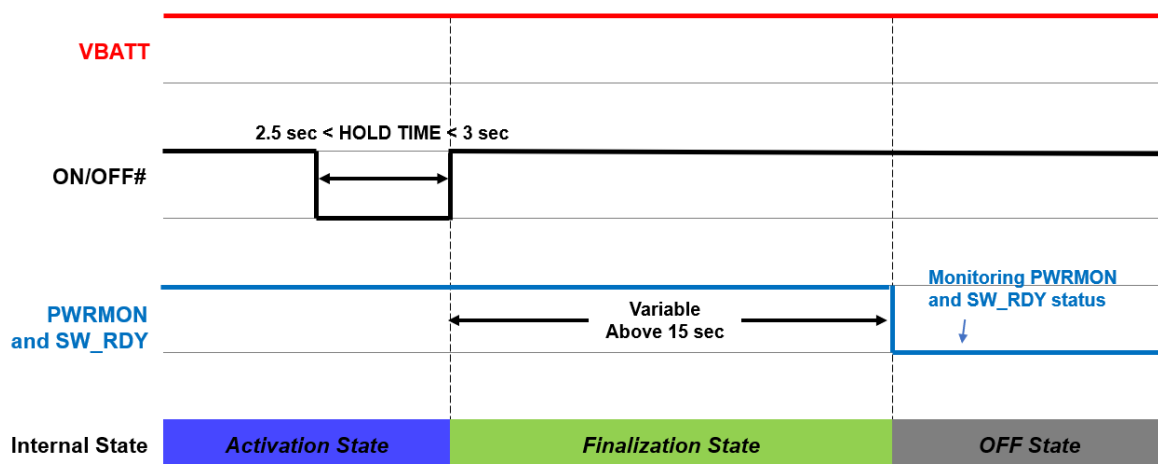 VBATT
2.5 sec < HOLD TIME < 3 sec
ON/OFF#
PWRMON
and SW_RDY
Variable
Above 15 sec
Monitoring PWRMON
and SW_RDY status
Internal State
Activation State
Finalization State
OFF State